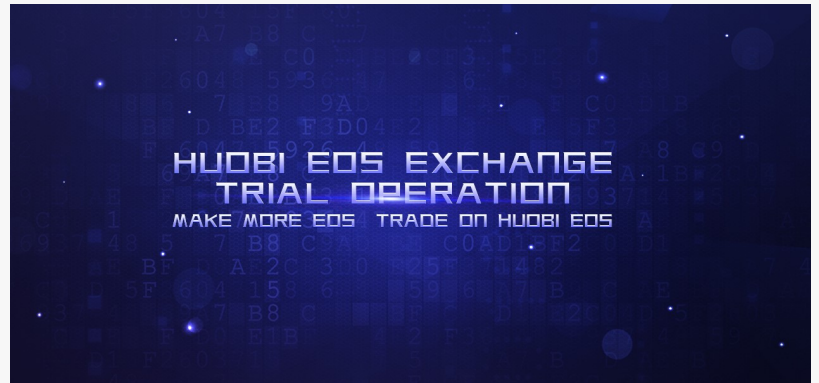 HUOBI EOS EXCHANGE
TRIAL OPERATION
MAKE MORE EOS TRADE ON HUOBI EOS